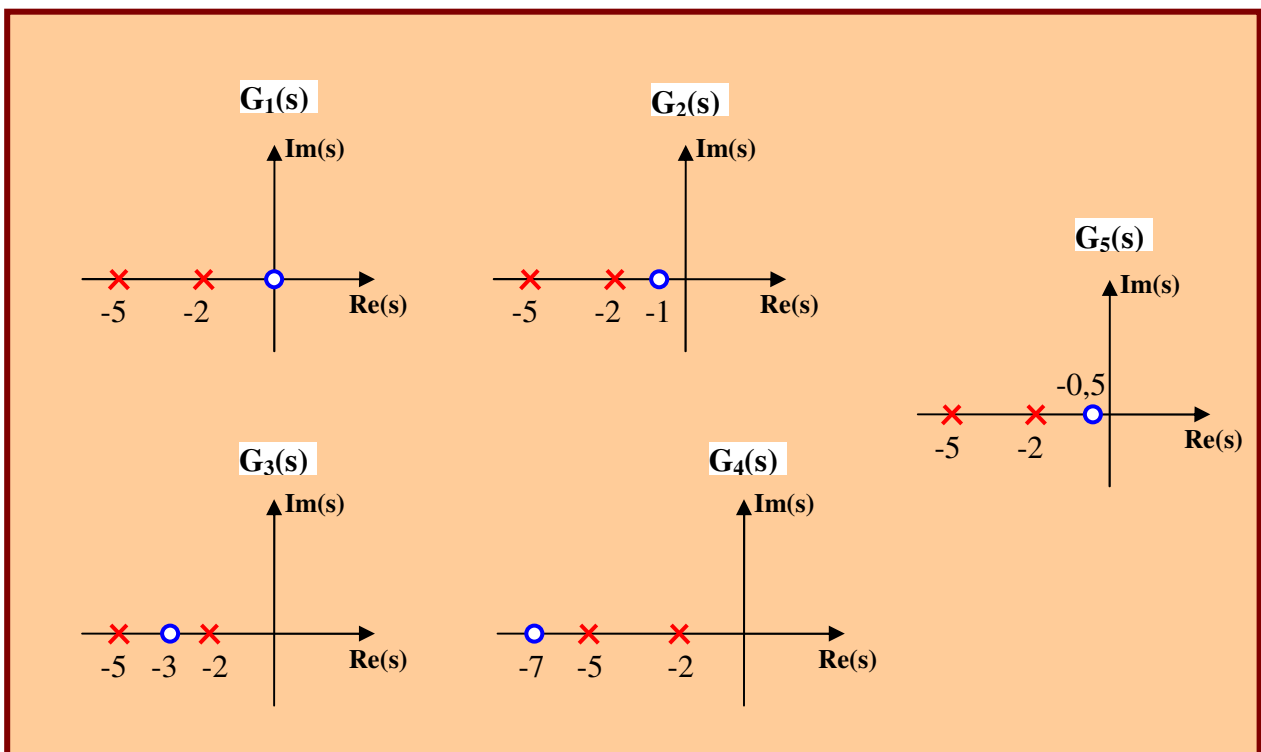 G₁(s)
Im(s)
Re(s)
-5 -2
G₂(s)
Im(s)
Re(s)
-5 -2 -1
G₅(s)
Im(s)
-0,5
Re(s)
-5 -2
G₃(s)
Im(s)
Re(s)
-5 -3 -2
G₄(s)
Im(s)
Re(s)
-7 -5 -2